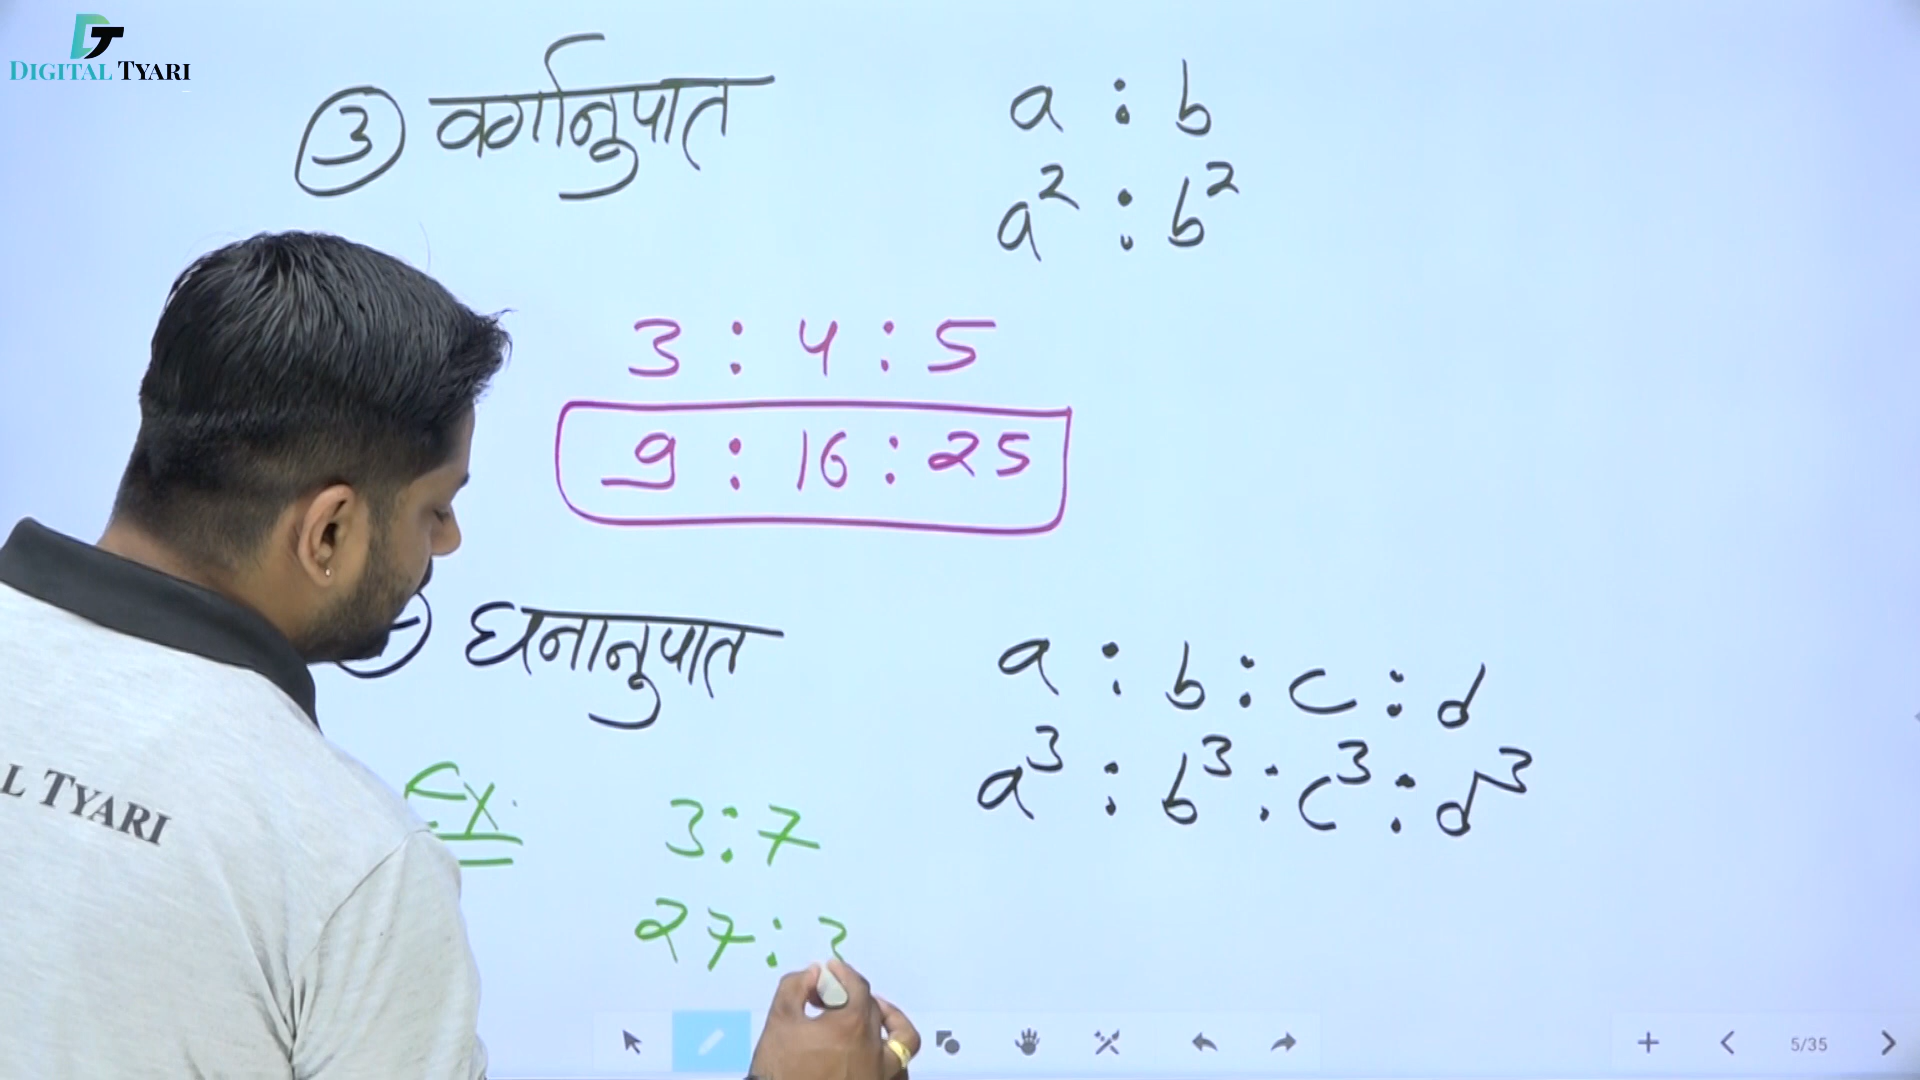 DIGITAL TYARI
③ वर्गानुपात
a : b
a² : b²
3 : 4 : 5
9 : 16 : 25
घनानुपात
a : b : c : d
a³ : b³ : c³ : d³
Ex.
3:7
27:3
L TYARI
5/35